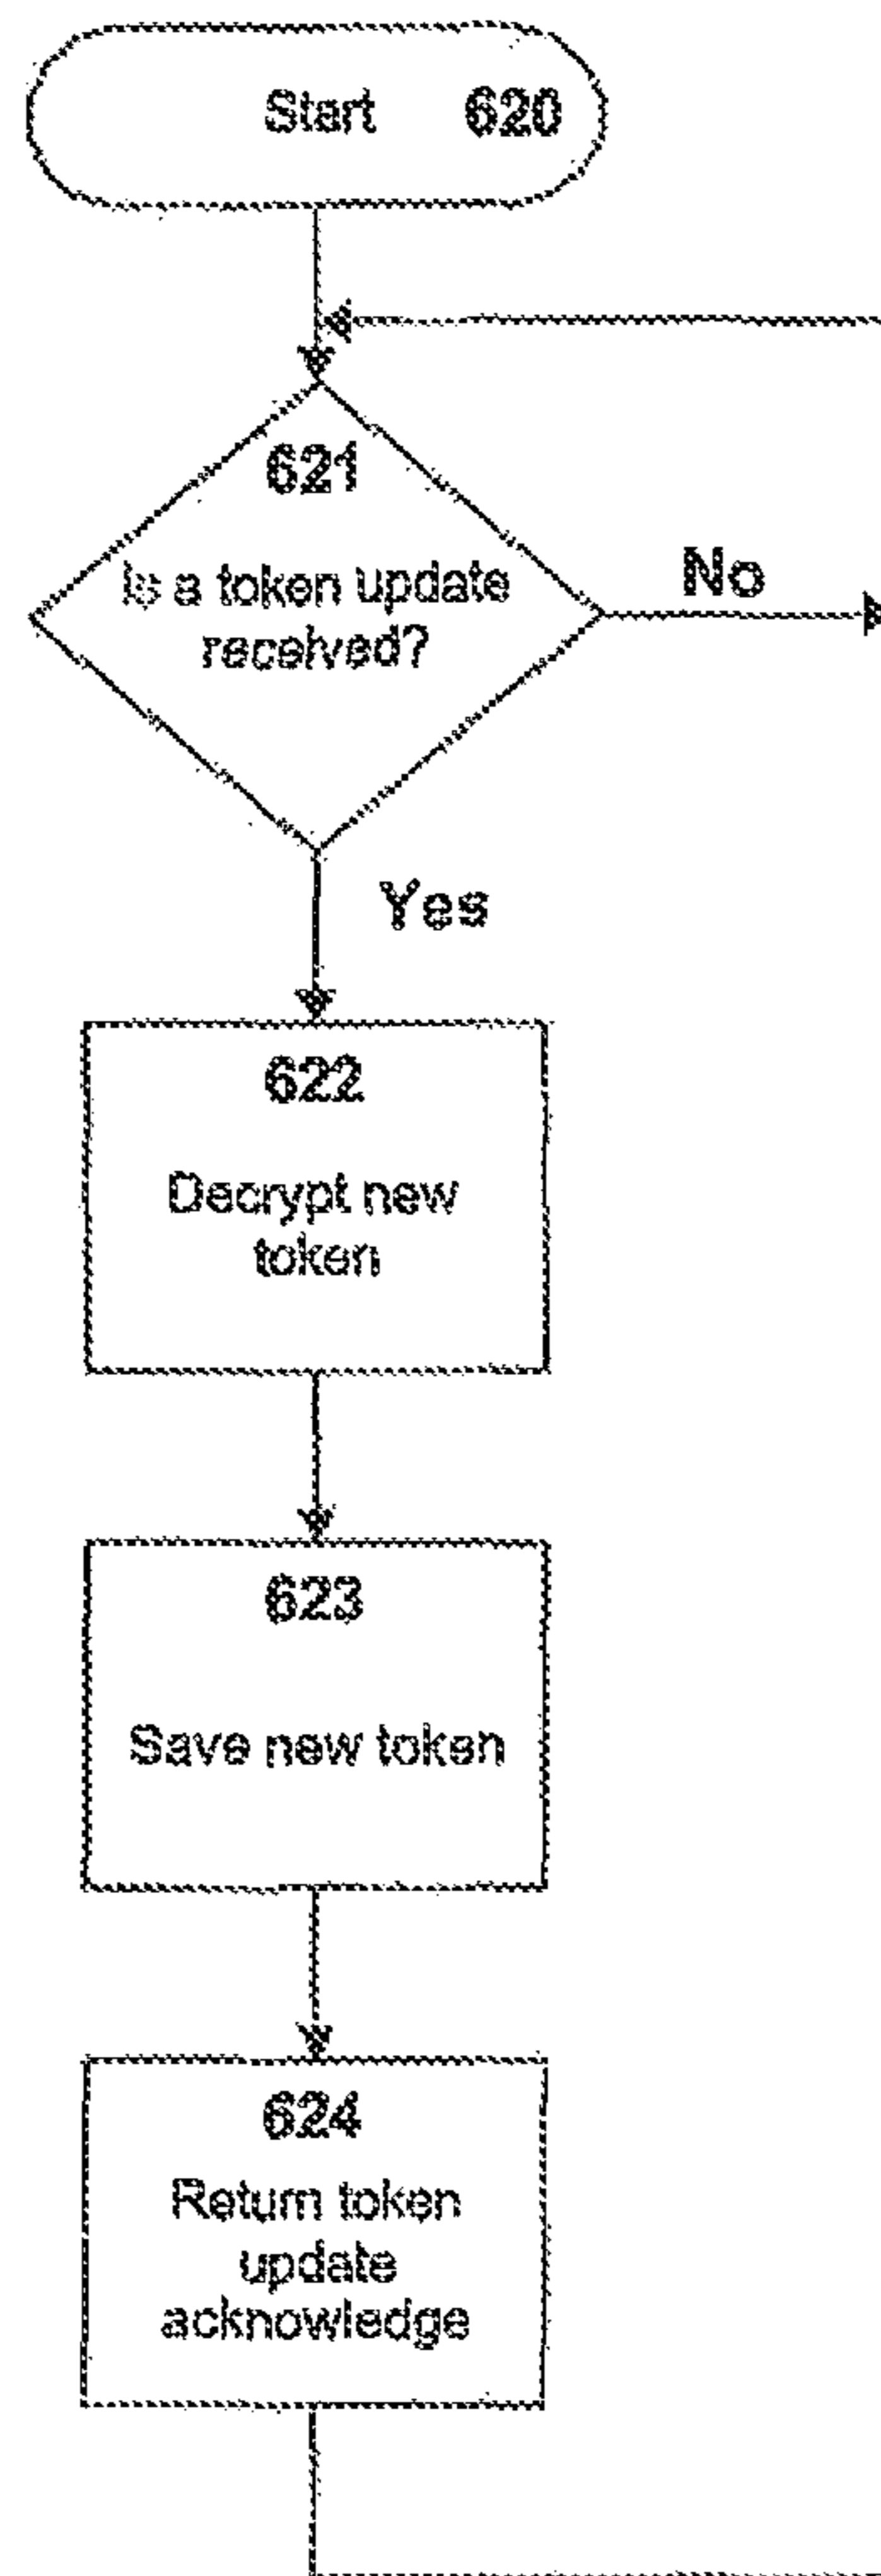 Start 620
621
Is a token update
received?
No
Yes
622
Decrypt new
token
623
Save new token
624
Return token
update
acknowledge